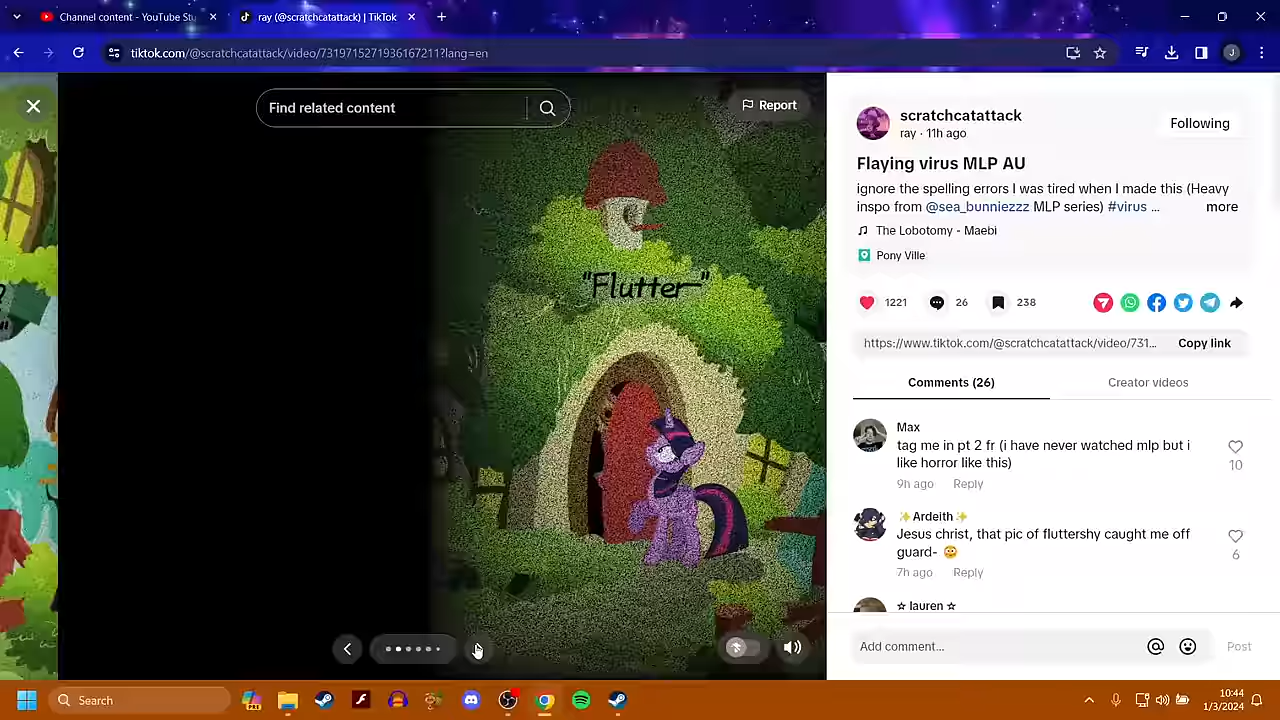 Channel content - YouTube Stu
ray (@scratchcatattack) | TikTok
tiktok.com/@scratchcatattack/video/7319715271936167211?lang=en
J
Find related content
Report
"Flutter"
scratchcatattack
ray · 11h ago
Following
Flaying virus MLP AU
ignore the spelling errors I was tired when I made this (Heavy
inspo from @sea_bunniezzz MLP series) #virus ...
more
The Lobotomy - Maebi
Pony Ville
1221
26
238
https://www.tiktok.com/@scratchcatattack/video/731...
Copy link
Comments (26)
Creator videos
Max
tag me in pt 2 fr (i have never watched mlp but i
like horror like this)
10
9h ago
Reply
✨Ardeith✨
Jesus christ, that pic of fluttershy caught me off
guard- 😳
6
7h ago
Reply
☆ lauren ☆
Add comment...
Post
Search
10:44
1/3/2024